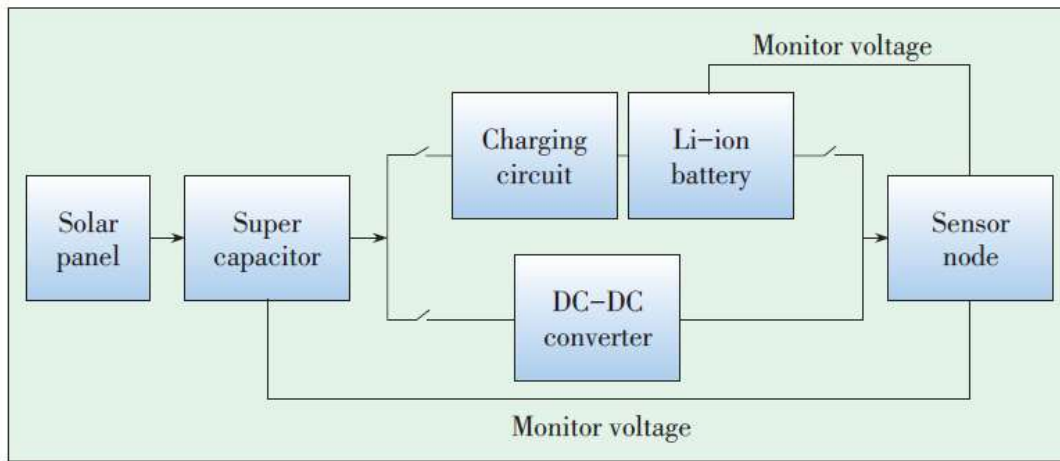 Monitor voltage
Charging
circuit
Li-ion
battery
Solar
panel
Super
capacitor
Sensor
node
DC-DC
converter
Monitor voltage